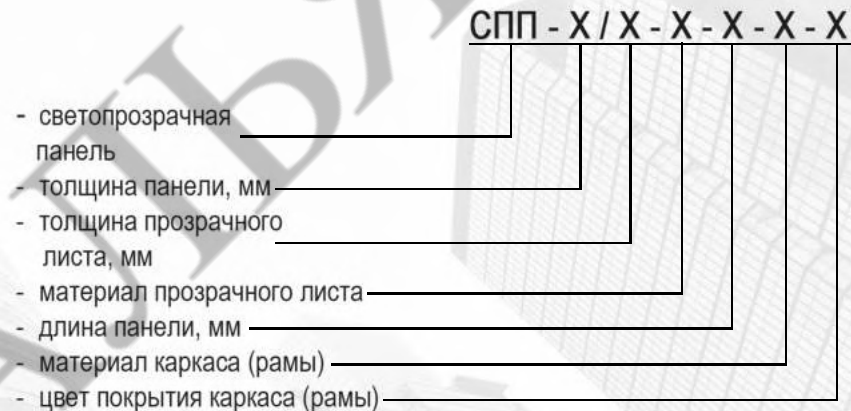 СПП - Х / Х - Х - Х - Х - Х
- светопрозрачная
панель
- толщина панели, мм
- толщина прозрачного
листа, мм
- материал прозрачного листа
- длина панели, мм
- материал каркаса (рамы)
- цвет покрытия каркаса (рамы)